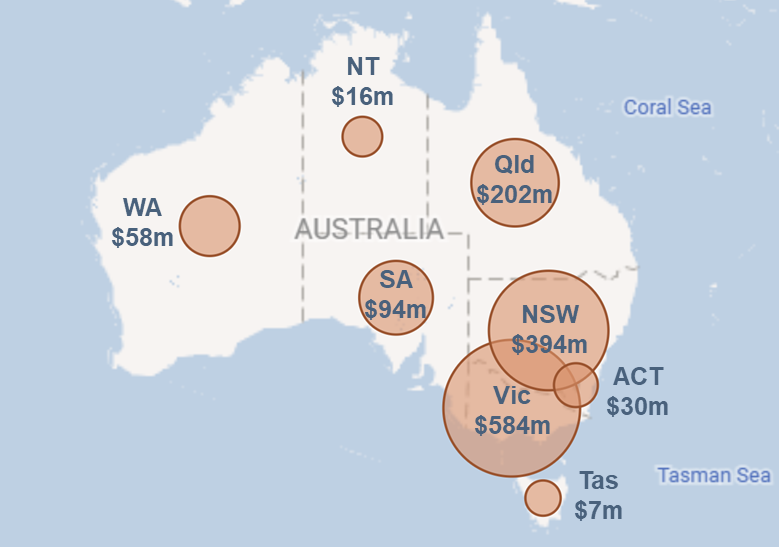 NT
$16m
Coral Sea
Qld
$202m
WA
$58m
AUSTRALIA
SA
$94m
NSW
$394m
ACT
$30m
Vic
$584m
Tasman Sea
Tas
$7m